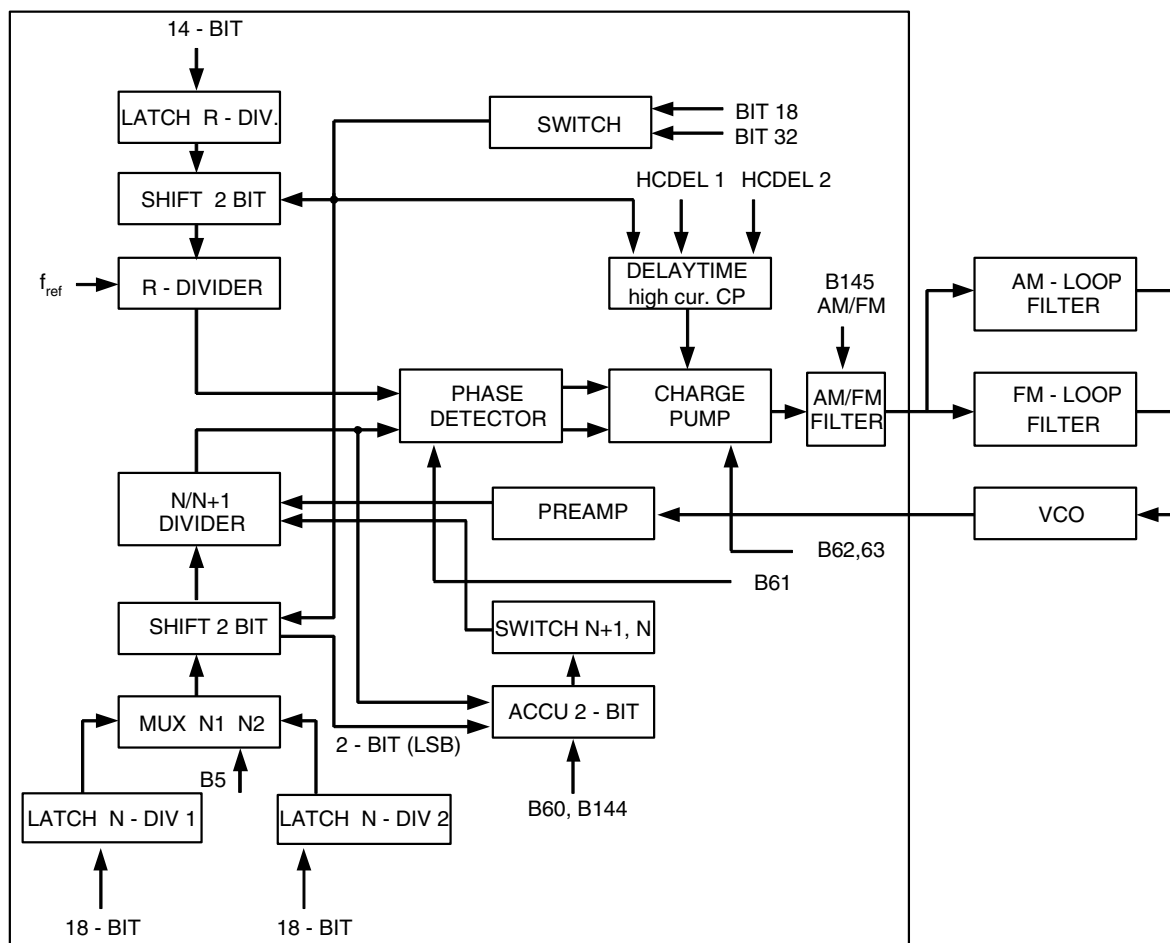 14 - BIT
LATCH R - DIV.
SWITCH
BIT 18
BIT 32
SHIFT 2 BIT
HCDEL 1
HCDEL 2
f_ref
R - DIVIDER
DELAYTIME
high cur. CP
B145
AM/FM
AM - LOOP
FILTER
PHASE
DETECTOR
CHARGE
PUMP
AM/FM
FILTER
FM - LOOP
FILTER
N/N+1
DIVIDER
PREAMP
VCO
B62,63
B61
SHIFT 2 BIT
SWITCH N+1, N
MUX N1 N2
ACCU 2 - BIT
2 - BIT (LSB)
B5
B60, B144
LATCH N - DIV 1
LATCH N - DIV 2
18 - BIT
18 - BIT